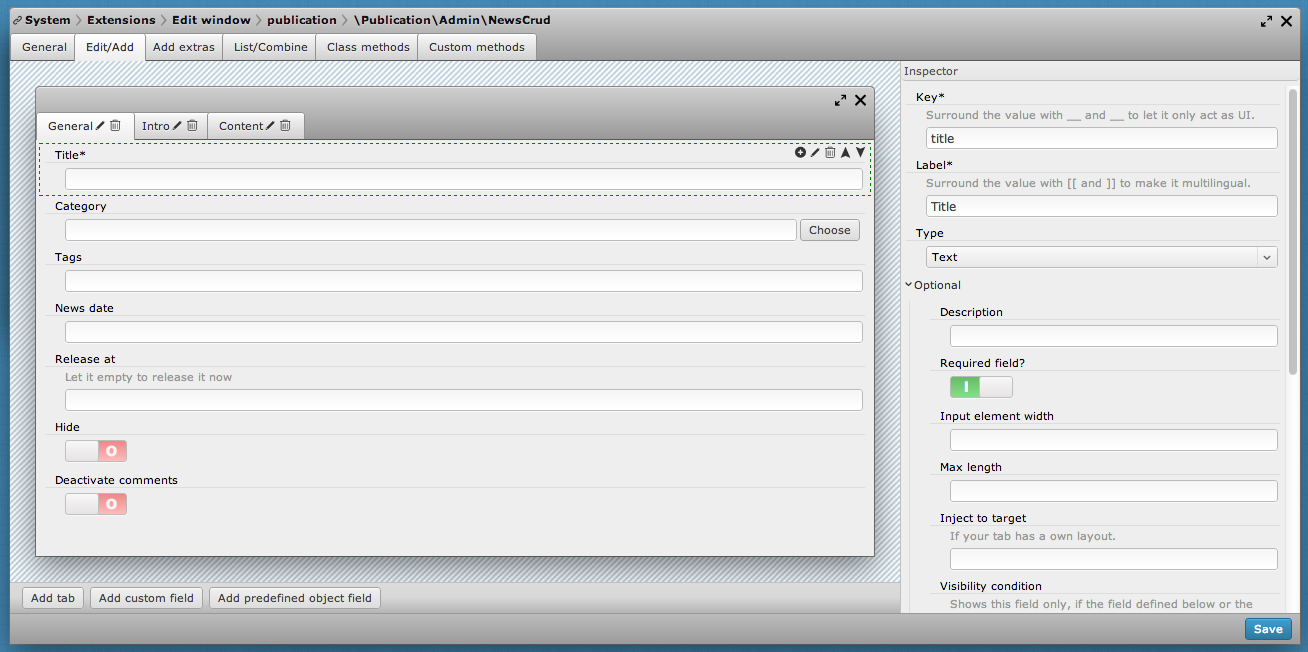 System > Extensions > Edit window > publication > \Publication\Admin\NewsCrud
General Edit/Add Add extras List/Combine Class methods Custom methods
General Intro Content
Title*
Category
Choose
Tags
News date
Release at
Let it empty to release it now
Hide
O
Deactivate comments
O
Add tab Add custom field Add predefined object field
Inspector
Key*
Surround the value with __ and __ to let it only act as UI.
title
Label*
Surround the value with [[ and ]] to make it multilingual.
Title
Type
Text
Optional
Description
Required field?
I
Input element width
Max length
Inject to target
If your tab has a own layout.
Visibility condition
Shows this field only, if the field defined below or the
Save